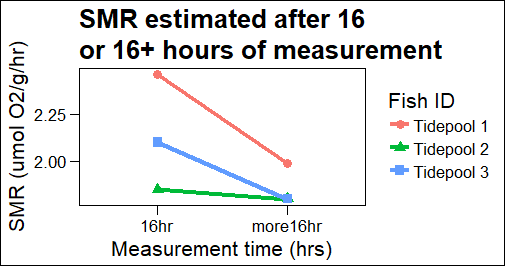 SMR estimated after 16
or 16+ hours of measurement
SMR (umol O2/g/hr)
2.25
2.00
16hr
more16hr
Measurement time (hrs)
Fish ID
Tidepool 1
Tidepool 2
Tidepool 3